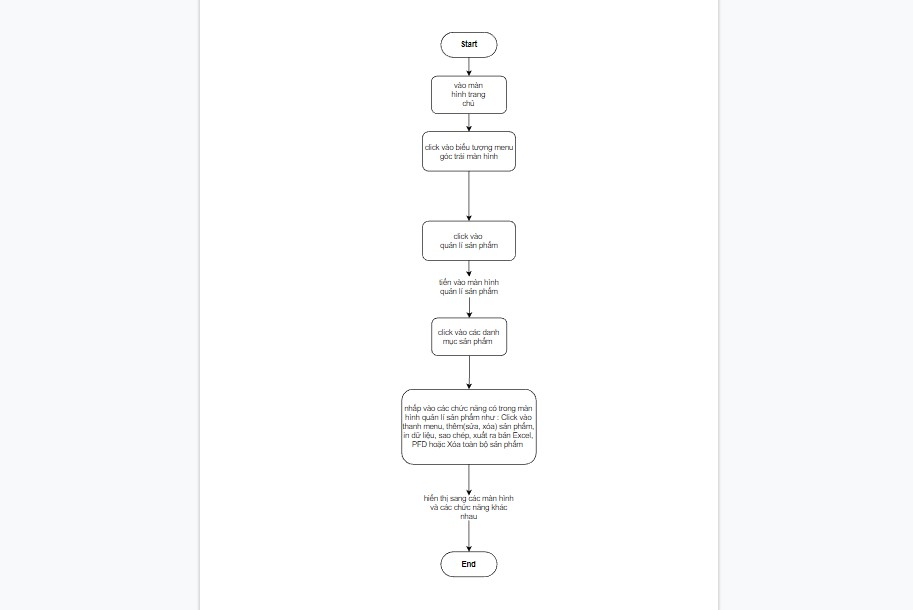 Start
vào màn
hình trang
chủ
click vào biểu tượng menu
góc trái màn hình
click vào
quản lí sản phẩm
tiến vào màn hình
quản lí sản phẩm
click vào các danh
mục sản phẩm
nhấp vào các chức năng có trong màn
hình quản lí sản phẩm như : Click vào
thanh menu, thêm(sửa, xóa) sản phẩm,
in dữ liệu, sao chép, xuất ra bản Excel,
PFD hoặc Xóa toàn bộ sản phẩm
hiển thị sang các màn hình
và các chức năng khác
nhau
End